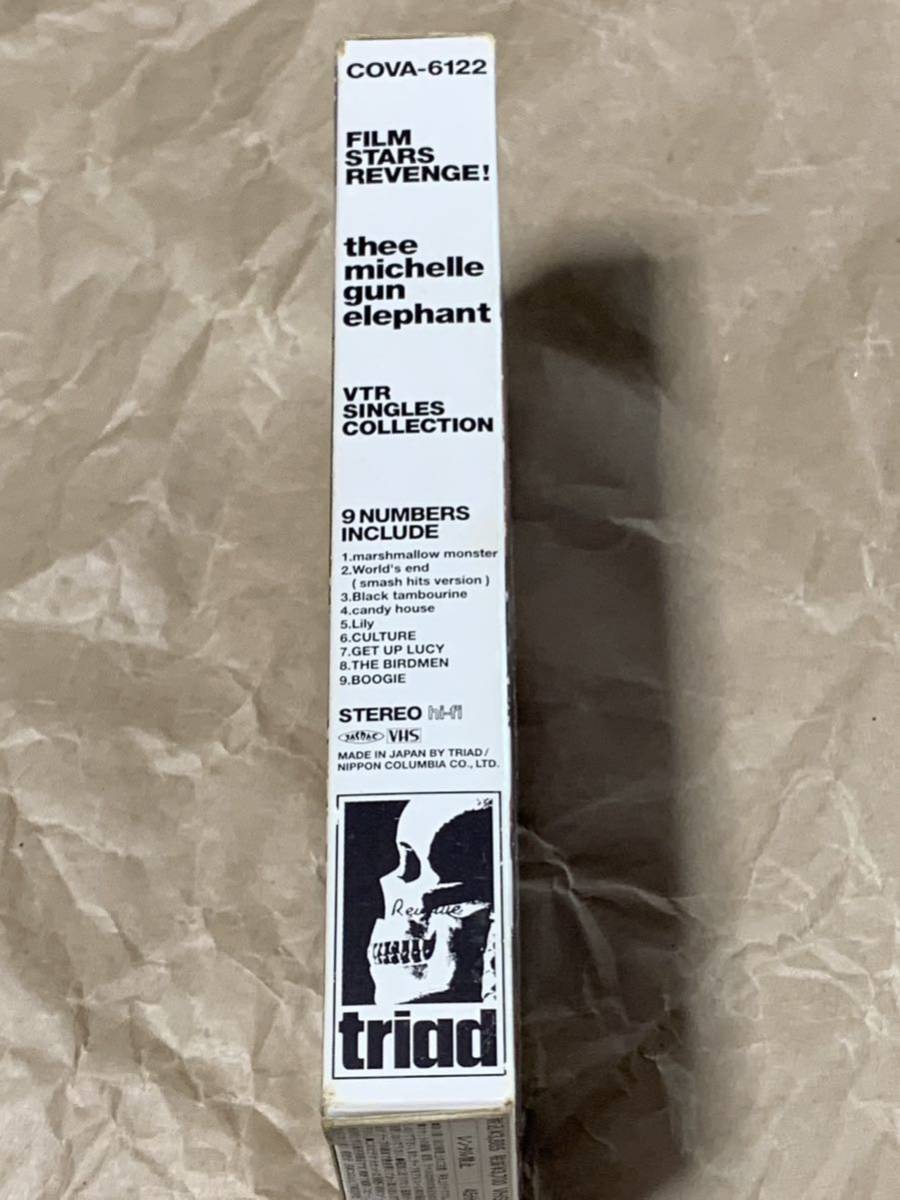 COVA-6122
FILM
STARS
REVENGE!
thee
michelle
gun
elephant
VTR
SINGLES
COLLECTION
9 NUMBERS
INCLUDE
1.marshmallow monster
2.World's end
( smash hits version )
3.Black tambourine
4.candy house
5.Lily
6.CULTURE
7.GET UP LUCY
8.THE BIRDMEN
9.BOOGIE
STEREO hi-fi
JASRAC VHS
MADE IN JAPAN BY TRIAD/
NIPPON COLUMBIA CO., LTD.
triad